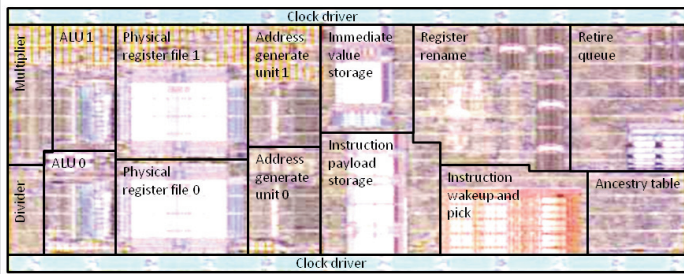 Clock driver
Multiplier
ALU 1
Physical
register file 1
Address
generate
unit 1
Immediate
value
storage
Register
rename
Retire
queue
Divider
ALU 0
Physical
register file 0
Address
generate
unit 0
Instruction
payload
storage
Instruction
wakeup and
pick
Ancestry table
Clock driver